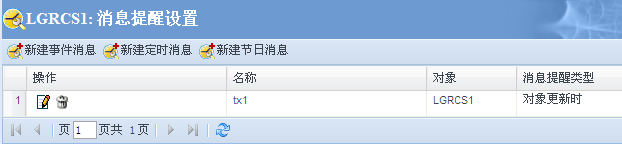 LGRCS1: 消息提醒设置
新建事件消息 新建定时消息 新建节日消息
操作 名称 对象 消息提醒类型
1 tx1 LGRCS1 对象更新时
页 1 页共 1 页